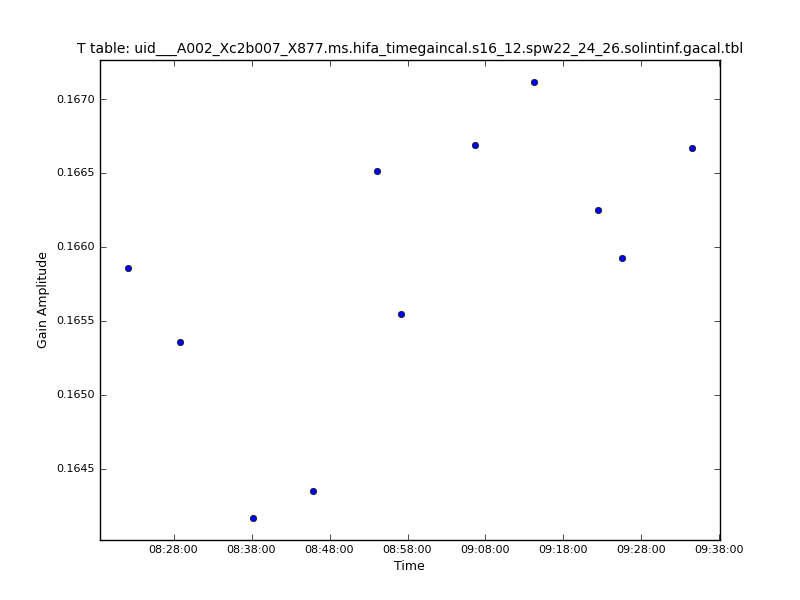 T table: uid___A002_Xc2b007_X877.ms.hifa_timegaincal.s16_12.spw22_24_26.solintinf.gacal.tbl
0.1670
0.1665
0.1660
0.1655
0.1650
0.1645
Gain Amplitude
08:28:00 08:38:00 08:48:00 08:58:00 09:08:00 09:18:00 09:28:00 09:38:00
Time